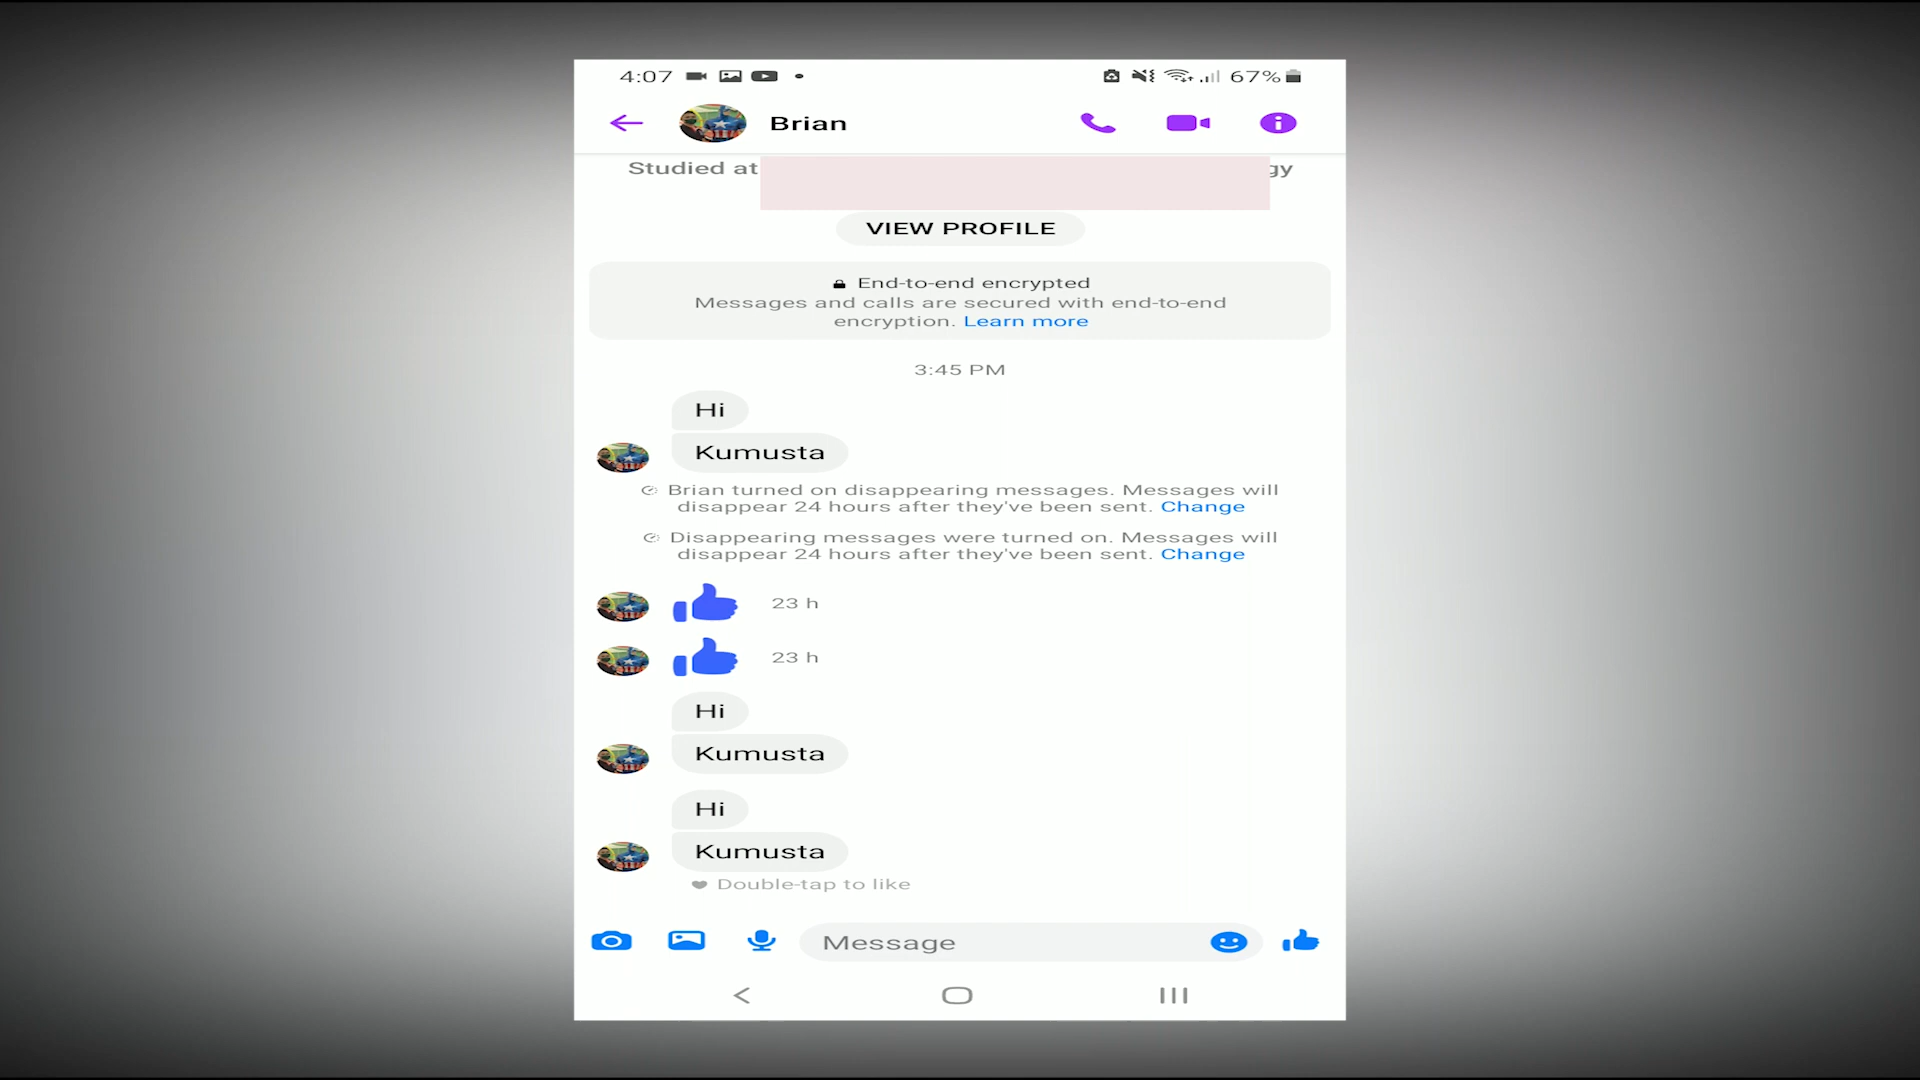 4:07 67%
Brian
Studied at gy
VIEW PROFILE
End-to-end encrypted
Messages and calls are secured with end-to-end
encryption. Learn more
3:45 PM
Hi
Kumusta
Brian turned on disappearing messages. Messages will
disappear 24 hours after they've been sent. Change
Disappearing messages were turned on. Messages will
disappear 24 hours after they've been sent. Change
23 h
23 h
Hi
Kumusta
Hi
Kumusta
Double-tap to like
Message